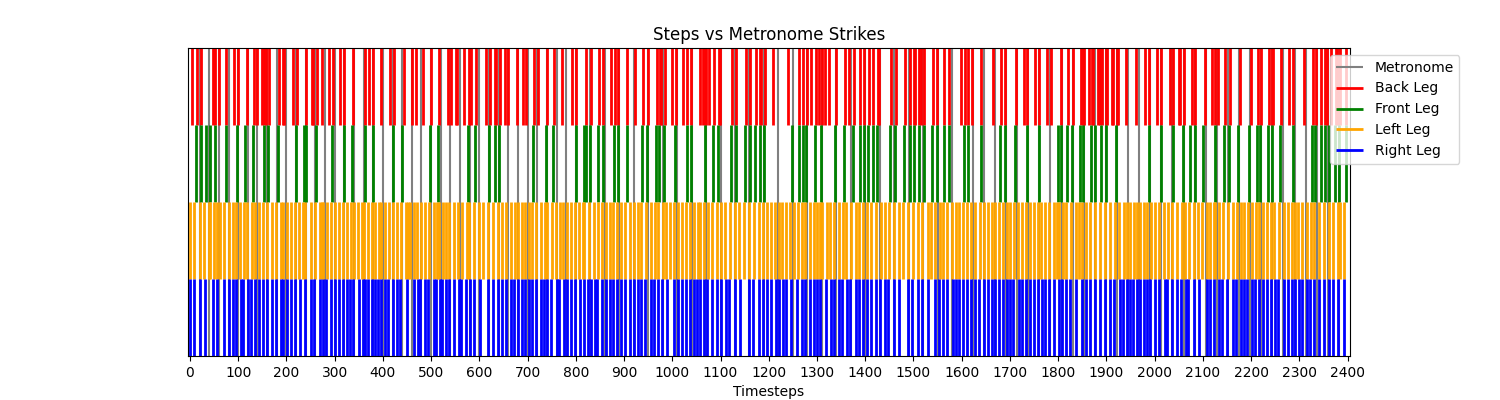 Steps vs Metronome Strikes
Metronome
Back Leg
Front Leg
Left Leg
Right Leg
0 100 200 300 400 500 600 700 800 900 1000 1100 1200 1300 1400 1500 1600 1700 1800 1900 2000 2100 2200 2300 2400
Timesteps